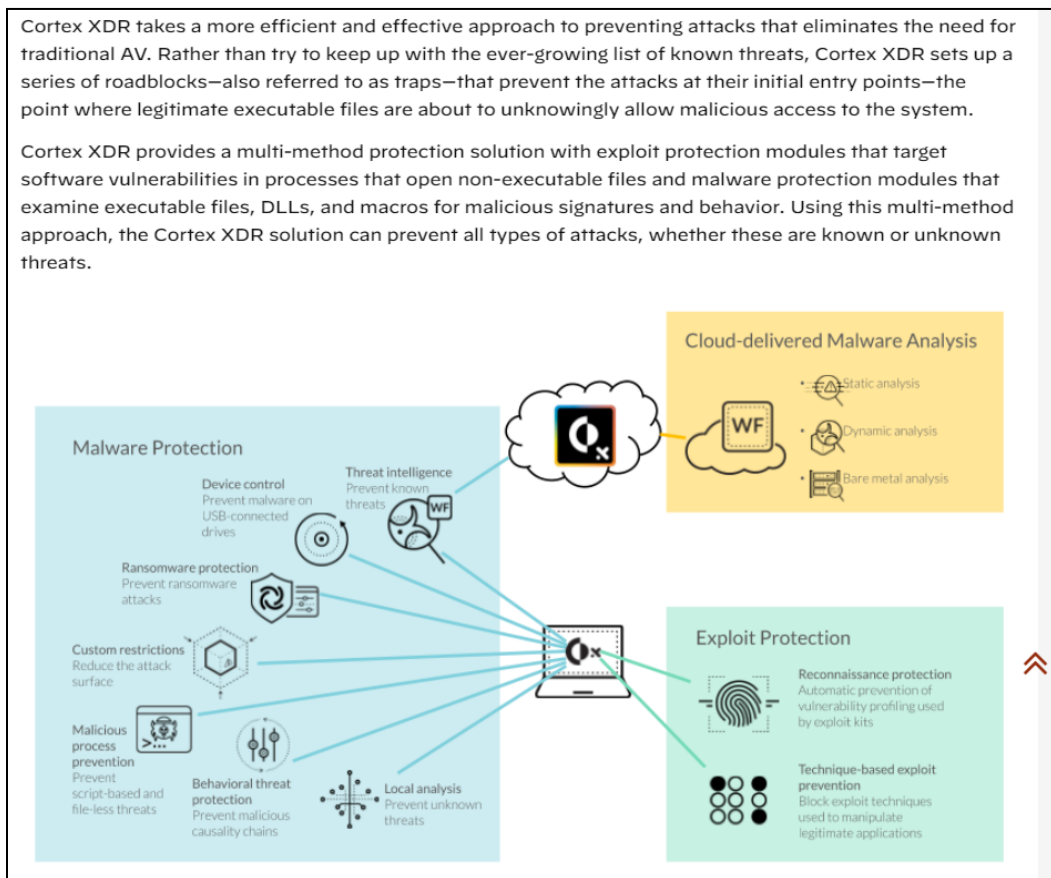 Cortex XDR takes a more efficient and effective approach to preventing attacks that eliminates the need for
traditional AV. Rather than try to keep up with the ever-growing list of known threats, Cortex XDR sets up a
series of roadblocks—also referred to as traps—that prevent the attacks at their initial entry points—the
point where legitimate executable files are about to unknowingly allow malicious access to the system.
Cortex XDR provides a multi-method protection solution with exploit protection modules that target
software vulnerabilities in processes that open non-executable files and malware protection modules that
examine executable files, DLLs, and macros for malicious signatures and behavior. Using this multi-method
approach, the Cortex XDR solution can prevent all types of attacks, whether these are known or unknown
threats.
Cloud-delivered Malware Analysis
WF
• Static analysis
• Dynamic analysis
• Bare metal analysis
Malware Protection
Threat intelligence
Prevent known
threats
WF
Device control
Prevent malware on
USB-connected
drives
Ransomware protection
Prevent ransomware
attacks
Custom restrictions
Reduce the attack
surface
Malicious
process
prevention
Prevent
script-based and
file-less threats
Behavioral threat
protection
Prevent malicious
causality chains
Local analysis
Prevent unknown
threats
Exploit Protection
Reconnaissance protection
Automatic prevention of
vulnerability profiling used
by exploit kits
Technique-based exploit
prevention
Block exploit techniques
used to manipulate
legitimate applications